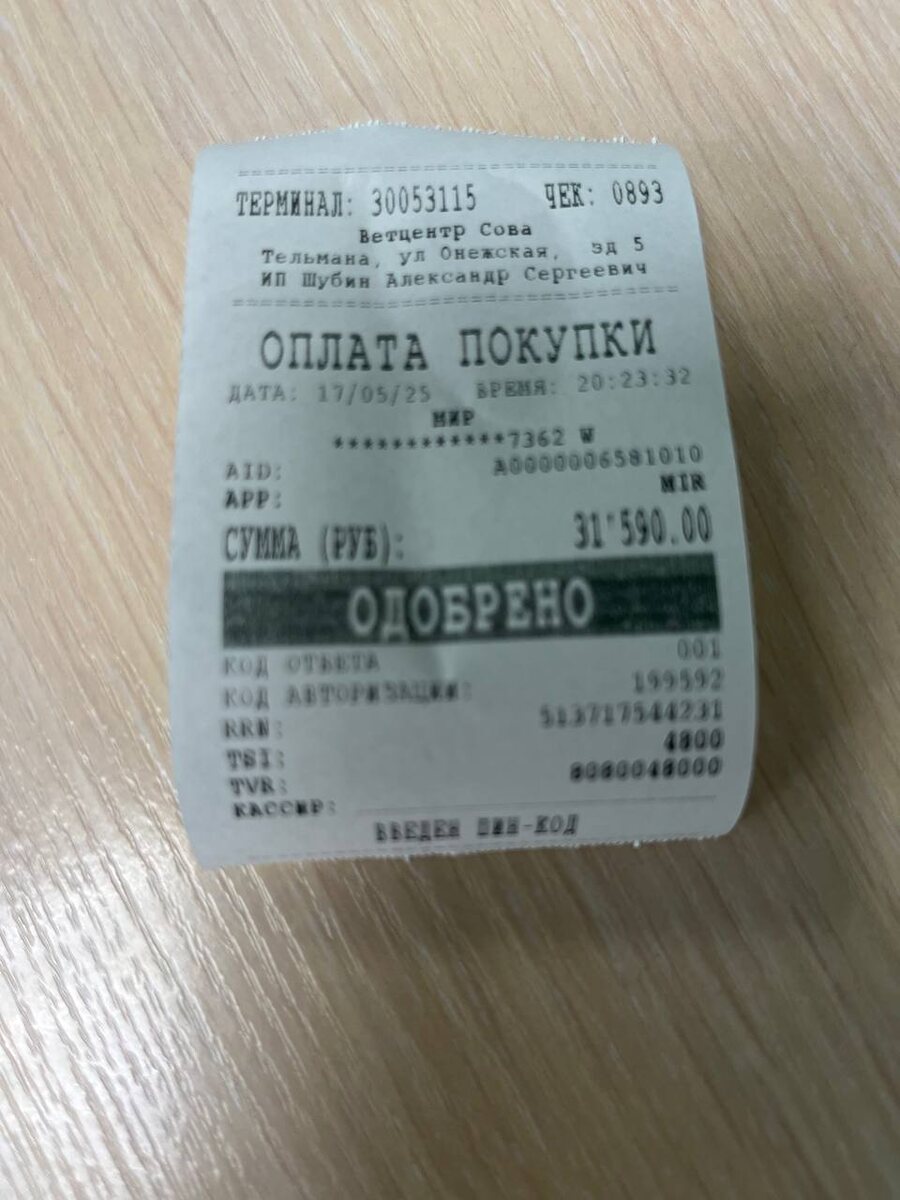 ТЕРМИНАЛ: 30053115 ЧЕК: 0893
Ветцентр Сова
Тельмана, ул Онежская, зд 5
ИП Шубин Александр Сергеевич
ОПЛАТА ПОКУПКИ
ДАТА: 17/05/25 ВРЕМЯ: 20:23:32
МИР
************7362 W
AID: A0000006581010
APP: MIR
СУММА (РУБ): 31'590.00
ОДОБРЕНО
КОД ОТВЕТА 001
КОД АВТОРИЗАЦИИ: 199592
RRN: 513717544231
TSI: 4800
TVR: 8080048000
КАССИР:
ВВЕДЕН ПИН-КОД